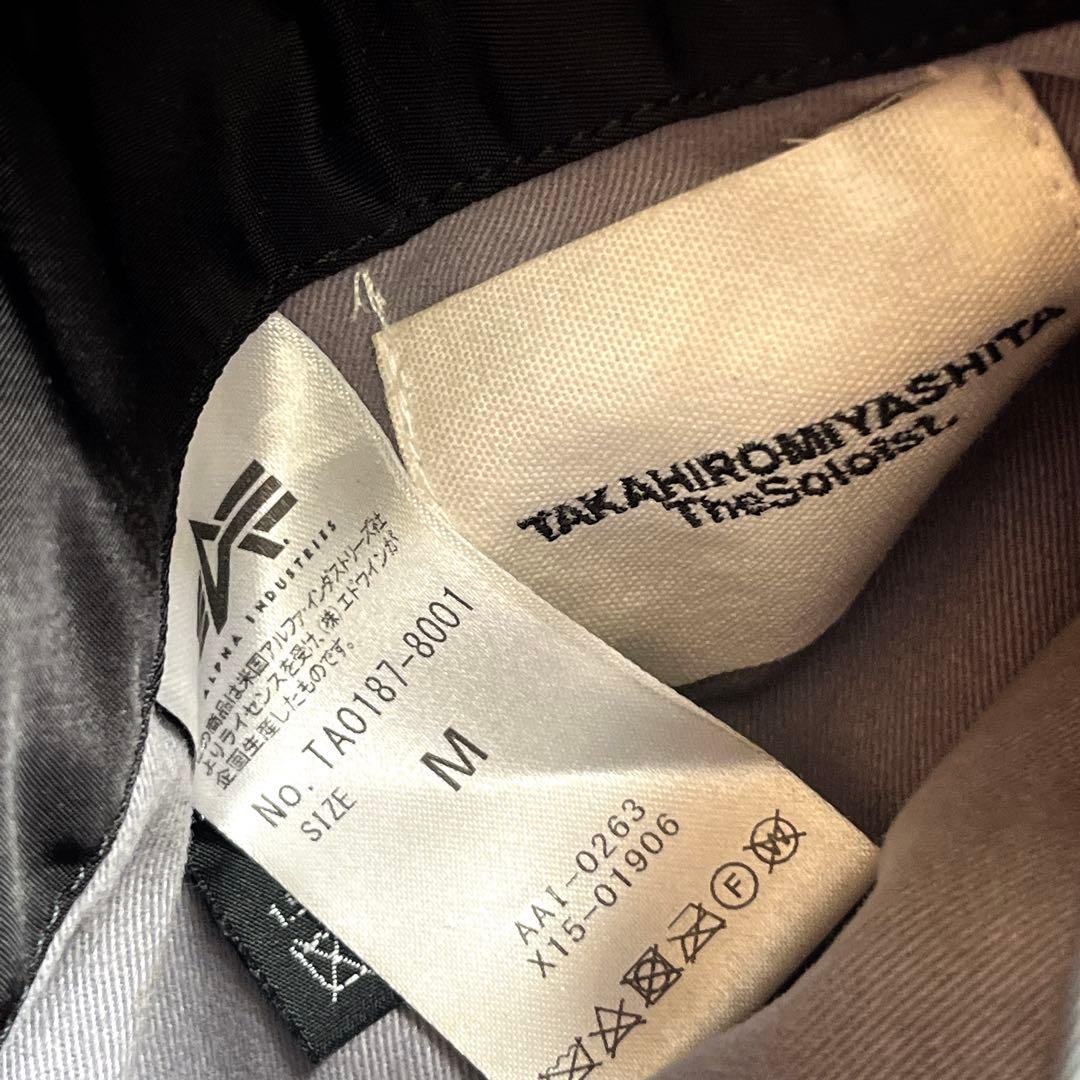 TAKAHIROMIYASHITA
TheSoloist.
ALPHA INDUSTRIES
この商品は米国アルファ・インダストリーズ社
よりライセンスを受け、(株)エドウインが
企画生産したものです。
No. TA0187-8001
SIZE M
AAI-0263
X15-01906
F
W